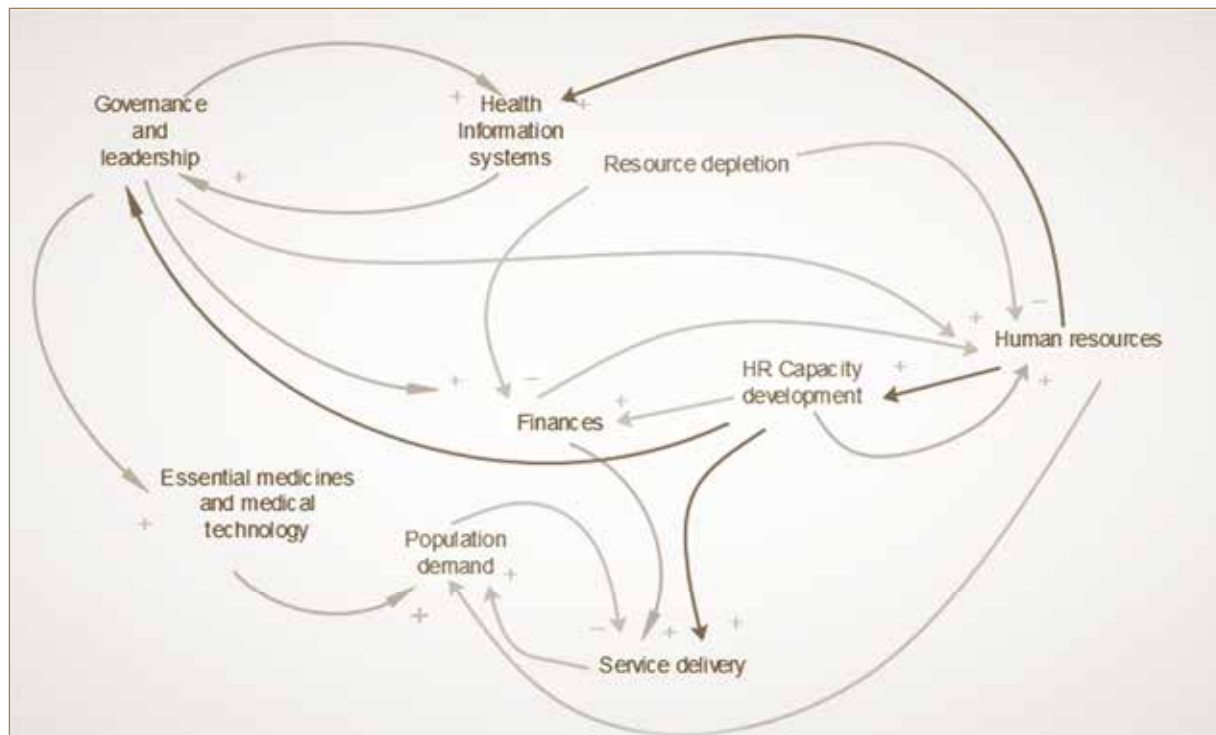 Governance
and
leadership
+
Health
Information
systems
+
+
Resource depletion
+
–
Human resources
+
HR Capacity
development
+
+
–
Finances
+
Essential medicines
and medical
technology
+
Population
demand
+
+
–
+
+
Service delivery